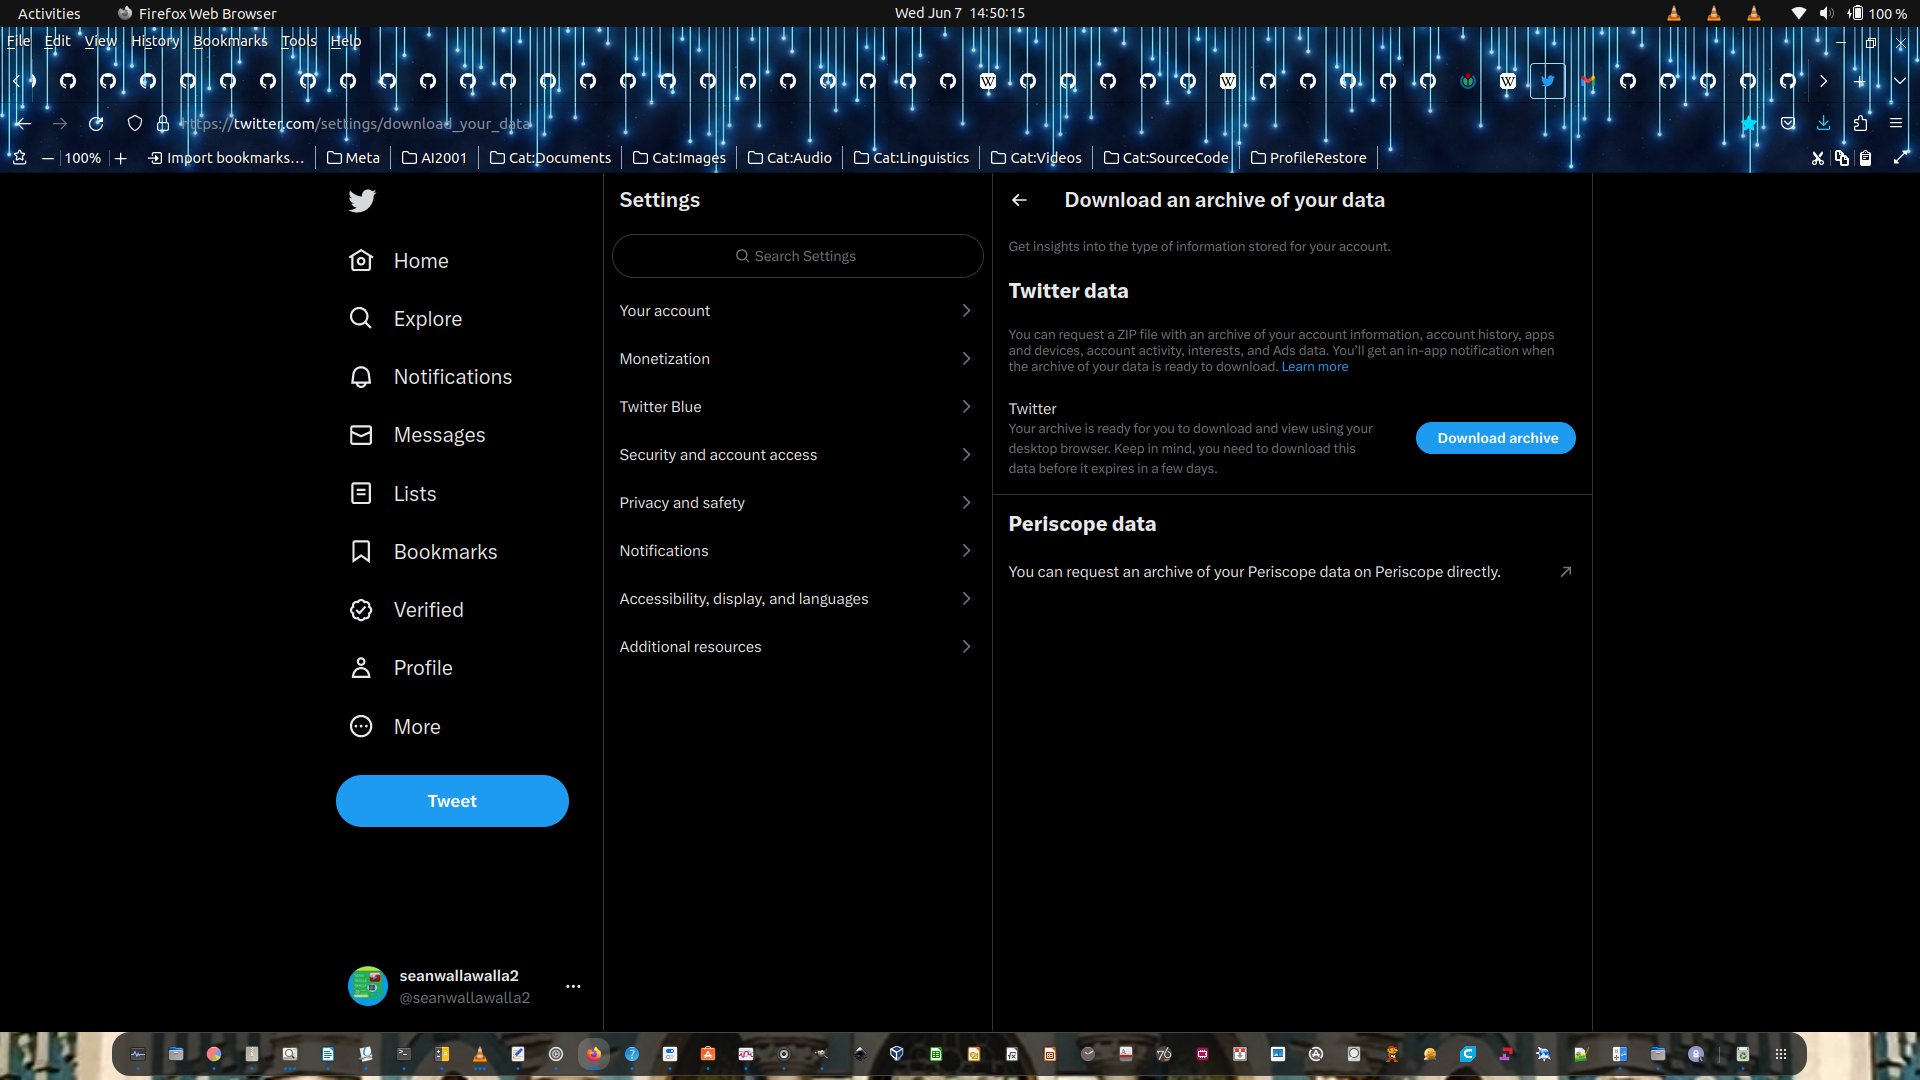 Activities
Firefox Web Browser
Wed Jun 7 14:50:15
100 %
File Edit View History Bookmarks Tools Help
https://twitter.com/settings/download_your_data
100%
Import bookmarks...
Meta
AI2001
Cat:Documents
Cat:Images
Cat:Audio
Cat:Linguistics
Cat:Videos
Cat:SourceCode
ProfileRestore
Home
Explore
Notifications
Messages
Lists
Bookmarks
Verified
Profile
More
Tweet
seanwallawalla2
@seanwallawalla2
Settings
Search Settings
Your account
Monetization
Twitter Blue
Security and account access
Privacy and safety
Notifications
Accessibility, display, and languages
Additional resources
Download an archive of your data
Get insights into the type of information stored for your account.
Twitter data
You can request a ZIP file with an archive of your account information, account history, apps
and devices, account activity, interests, and Ads data. You'll get an in-app notification when
the archive of your data is ready to download. Learn more
Twitter
Your archive is ready for you to download and view using your
desktop browser. Keep in mind, you need to download this
data before it expires in a few days.
Download archive
Periscope data
You can request an archive of your Periscope data on Periscope directly.